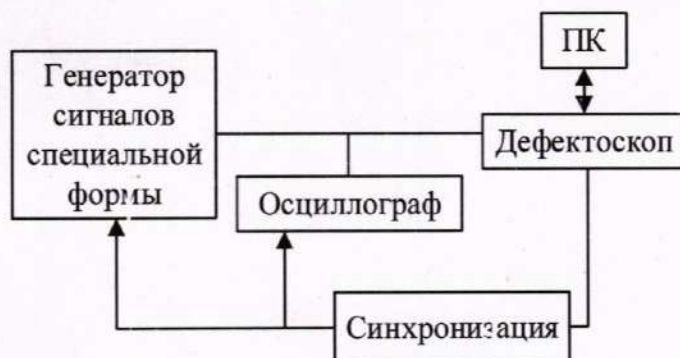 ПК
Генератор
сигналов
специальной
формы
Дефектоскоп
Осциллограф
Синхронизация